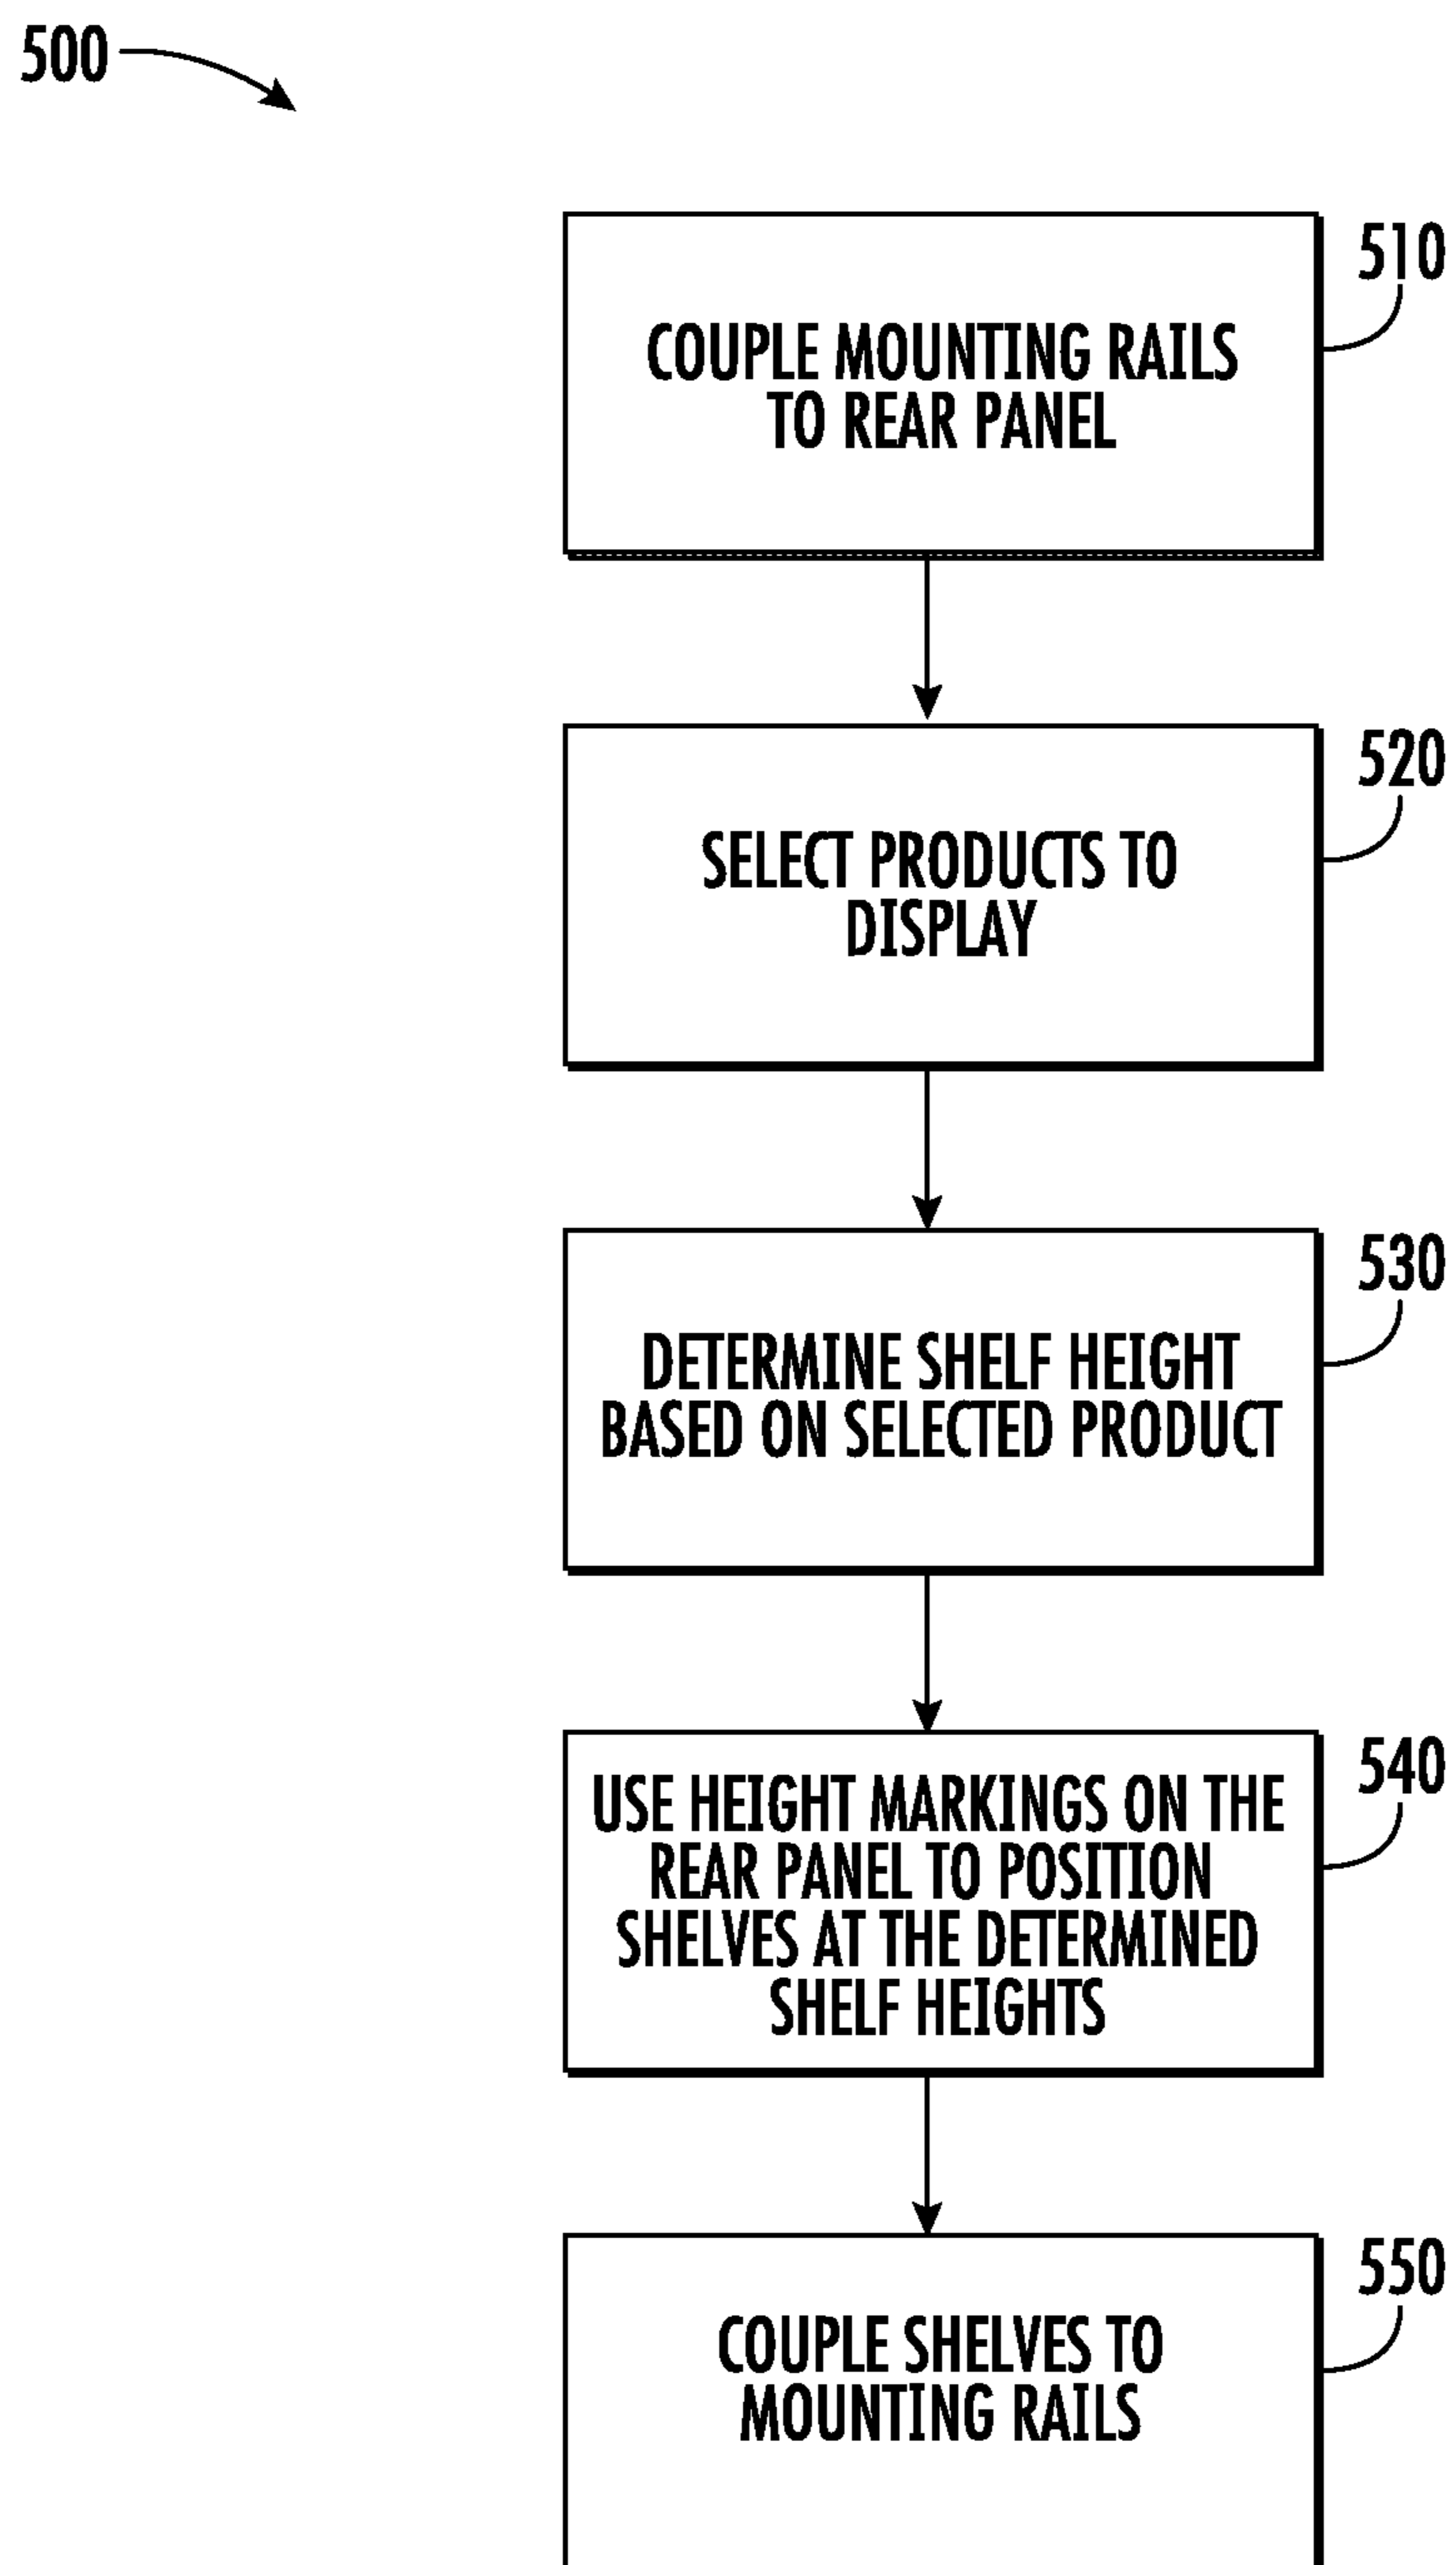 500
510
COUPLE MOUNTING RAILS
TO REAR PANEL
520
SELECT PRODUCTS TO
DISPLAY
530
DETERMINE SHELF HEIGHT
BASED ON SELECTED PRODUCT
540
USE HEIGHT MARKINGS ON THE
REAR PANEL TO POSITION
SHELVES AT THE DETERMINED
SHELF HEIGHTS
550
COUPLE SHELVES TO
MOUNTING RAILS